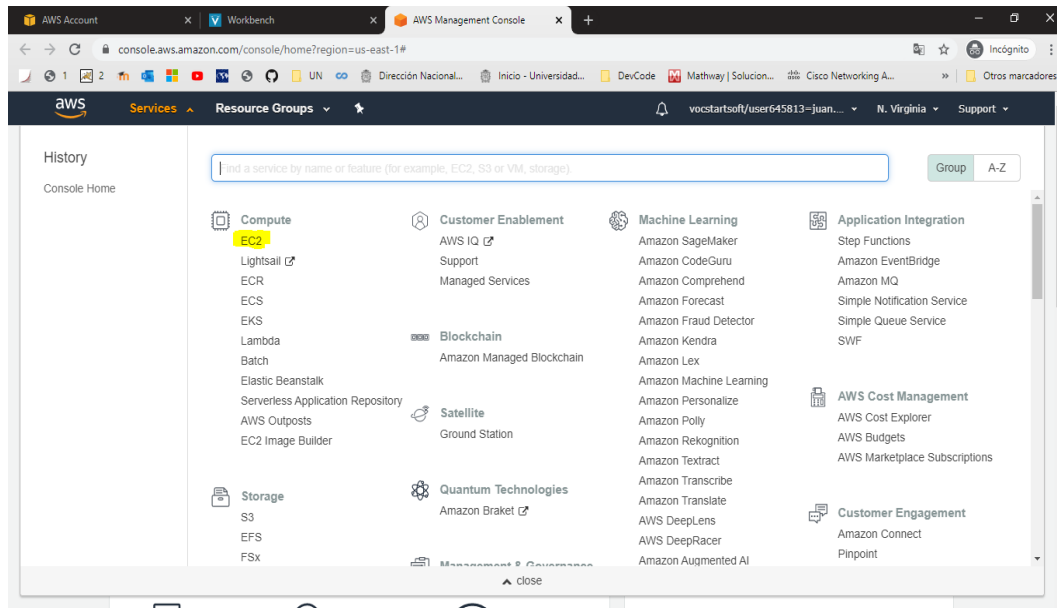 AWS Account
Workbench
AWS Management Console
console.aws.amazon.com/console/home?region=us-east-1#
Incógnito
1
2
UN
Dirección Nacional...
Inicio - Universidad...
DevCode
Mathway | Solucion...
Cisco Networking A...
»
Otros marcadores
aws
Services
Resource Groups
vocstartsoft/user645813=juan....
N. Virginia
Support
History
Console Home
Find a service by name or feature (for example, EC2, S3 or VM, storage).
Group
A-Z
Compute
EC2
Lightsail
ECR
ECS
EKS
Lambda
Batch
Elastic Beanstalk
Serverless Application Repository
AWS Outposts
EC2 Image Builder
Storage
S3
EFS
FSx
Customer Enablement
AWS IQ
Support
Managed Services
Blockchain
Amazon Managed Blockchain
Satellite
Ground Station
Quantum Technologies
Amazon Braket
Management & Governance
Machine Learning
Amazon SageMaker
Amazon CodeGuru
Amazon Comprehend
Amazon Forecast
Amazon Fraud Detector
Amazon Kendra
Amazon Lex
Amazon Machine Learning
Amazon Personalize
Amazon Polly
Amazon Rekognition
Amazon Textract
Amazon Transcribe
Amazon Translate
AWS DeepLens
AWS DeepRacer
Amazon Augmented AI
Application Integration
Step Functions
Amazon EventBridge
Amazon MQ
Simple Notification Service
Simple Queue Service
SWF
AWS Cost Management
AWS Cost Explorer
AWS Budgets
AWS Marketplace Subscriptions
Customer Engagement
Amazon Connect
Pinpoint
close